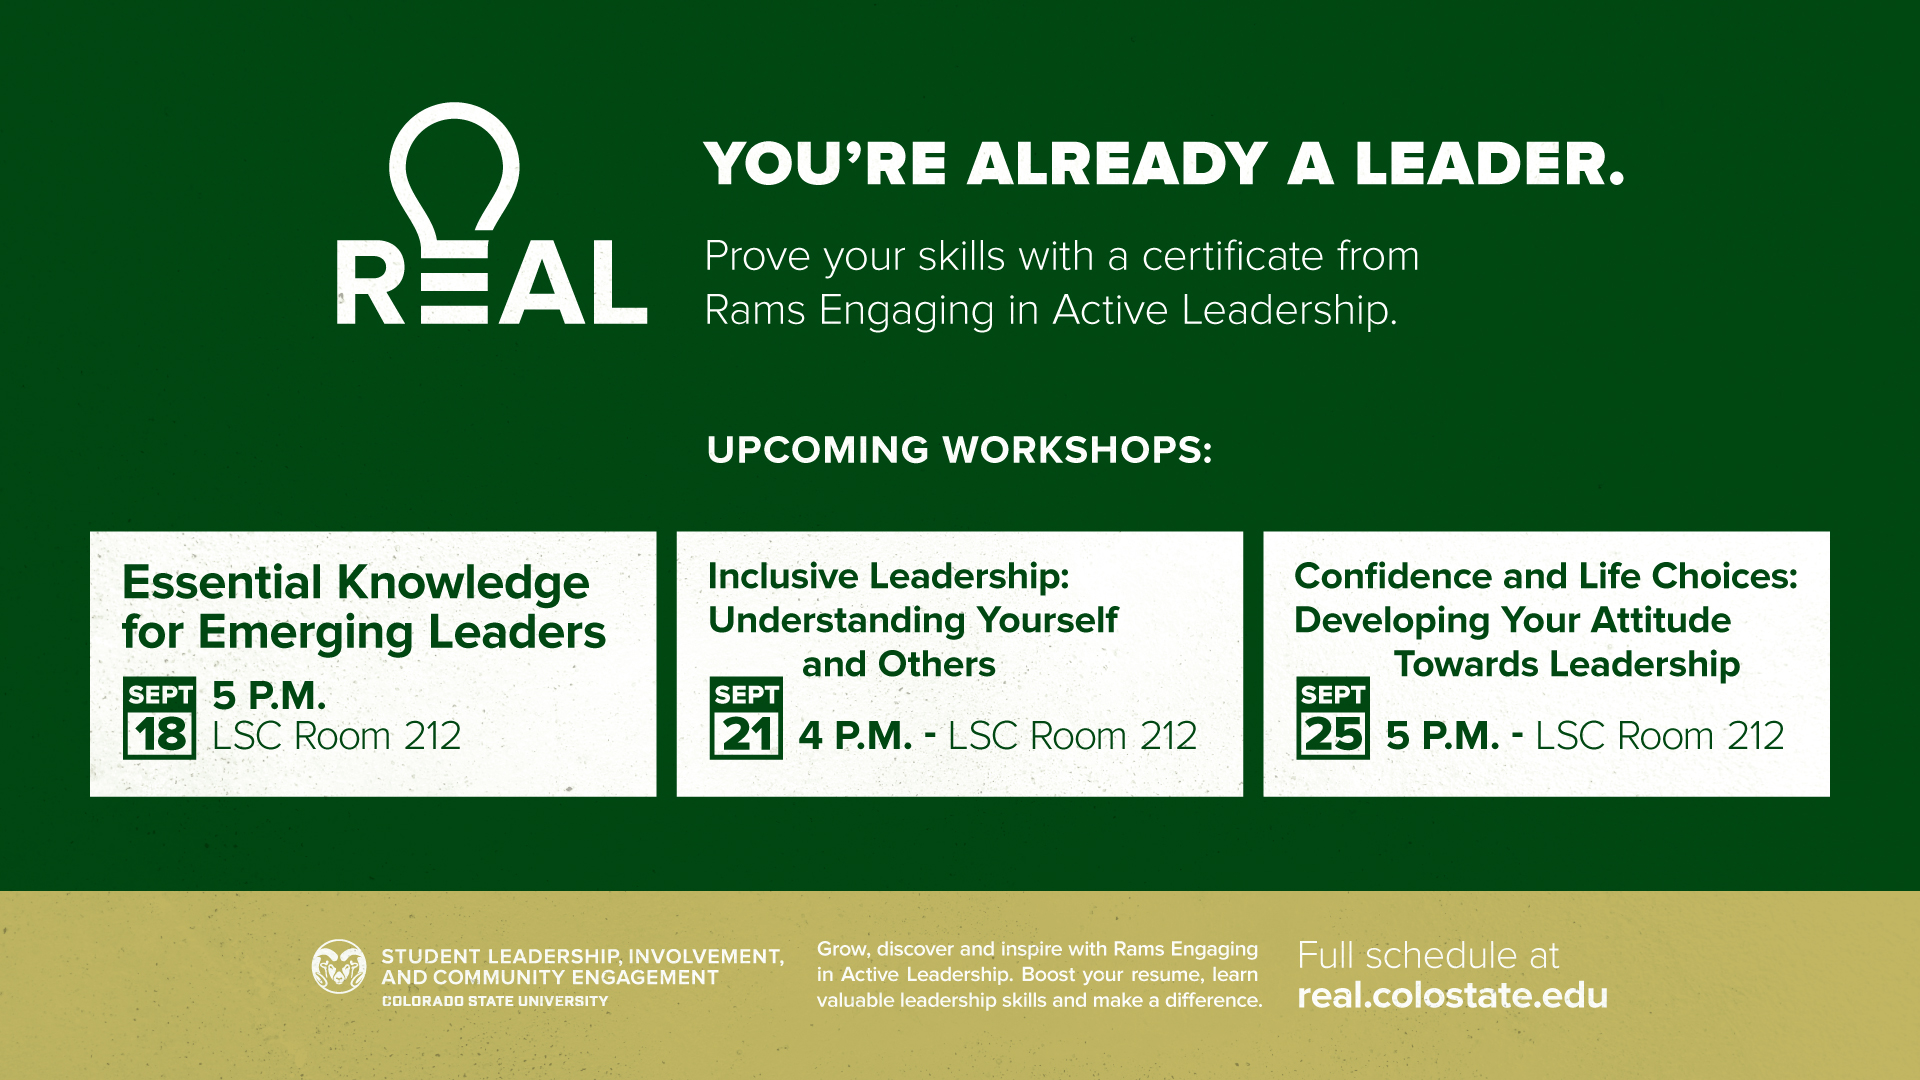 REAL
YOU'RE ALREADY A LEADER.
Prove your skills with a certificate from
Rams Engaging in Active Leadership.
UPCOMING WORKSHOPS:
Essential Knowledge
for Emerging Leaders
SEPT
18
5 P.M.
LSC Room 212
Inclusive Leadership:
Understanding Yourself
and Others
SEPT
21
4 P.M. - LSC Room 212
Confidence and Life Choices:
Developing Your Attitude
Towards Leadership
SEPT
25
5 P.M. - LSC Room 212
STUDENT LEADERSHIP, INVOLVEMENT,
AND COMMUNITY ENGAGEMENT
COLORADO STATE UNIVERSITY
Grow, discover and inspire with Rams Engaging
in Active Leadership. Boost your resume, learn
valuable leadership skills and make a difference.
Full schedule at
real.colostate.edu